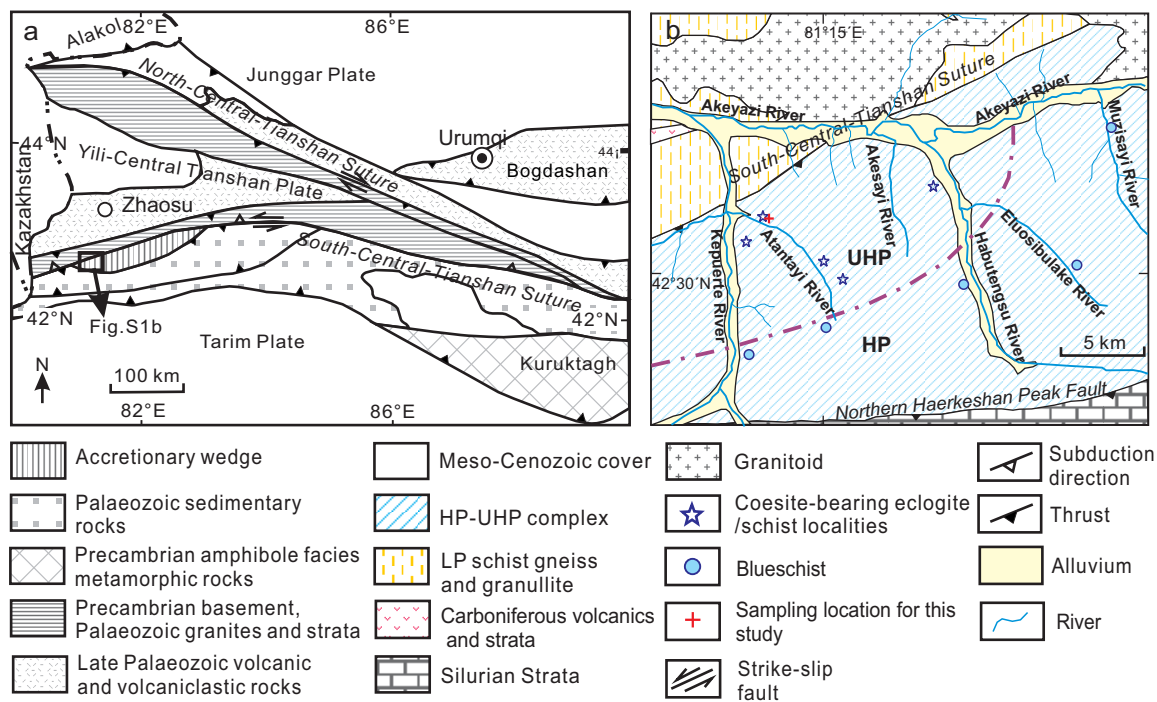 a
82°E
86°E
Alakol
Junggar Plate
North-Central-Tianshan Suture
44°N
Urumqi
44¡
Bogdashan
Yili-Central Tianshan Plate
Kazakhstan
Zhaosu
South-Central-Tianshan Suture
42°N
42°N
Fig.S1b
Tarim Plate
Kuruktagh
N
100 km
82°E
86°E
b
81°15´E
South-Central-Tianshan Suture
Akeyazi River
Akeyazi River
Muzisayi River
Akesayi River
Kepuerte River
Atantayi River
UHP
Eluosibulake River
Habutengsu River
42°30´N
HP
5 km
Northern Haerkeshan Peak Fault
Accretionary wedge
Palaeozoic sedimentary
rocks
Precambrian amphibole facies
metamorphic rocks
Precambrian basement,
Palaeozoic granites and strata
Late Palaeozoic volcanic
and volcaniclastic rocks
Meso-Cenozoic cover
HP-UHP complex
LP schist gneiss
and granullite
Carboniferous volcanics
and strata
Silurian Strata
Granitoid
Coesite-bearing eclogite
/schist localities
Blueschist
Sampling location for this
study
Strike-slip
fault
Subduction
direction
Thrust
Alluvium
River